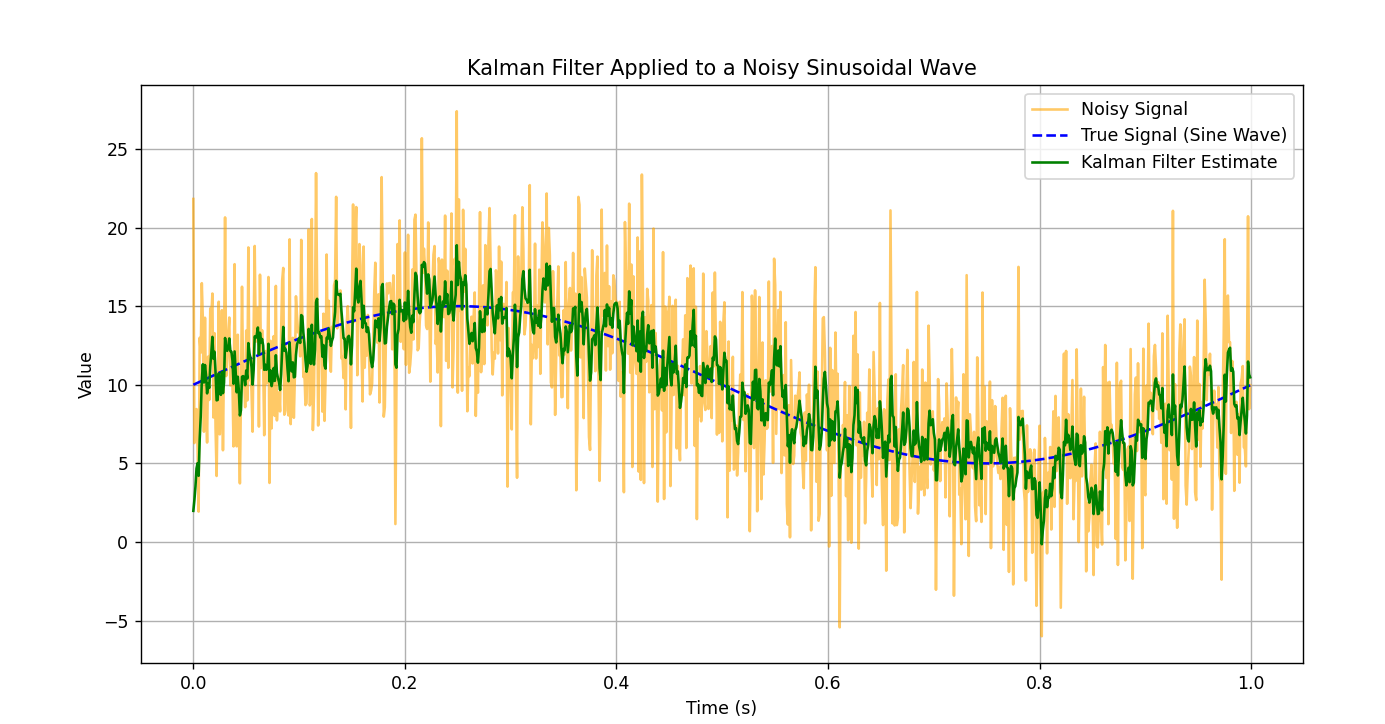 Kalman Filter Applied to a Noisy Sinusoidal Wave
Noisy Signal
True Signal (Sine Wave)
Kalman Filter Estimate
25
20
15
10
5
0
−5
Value
0.0 0.2 0.4 0.6 0.8 1.0
Time (s)